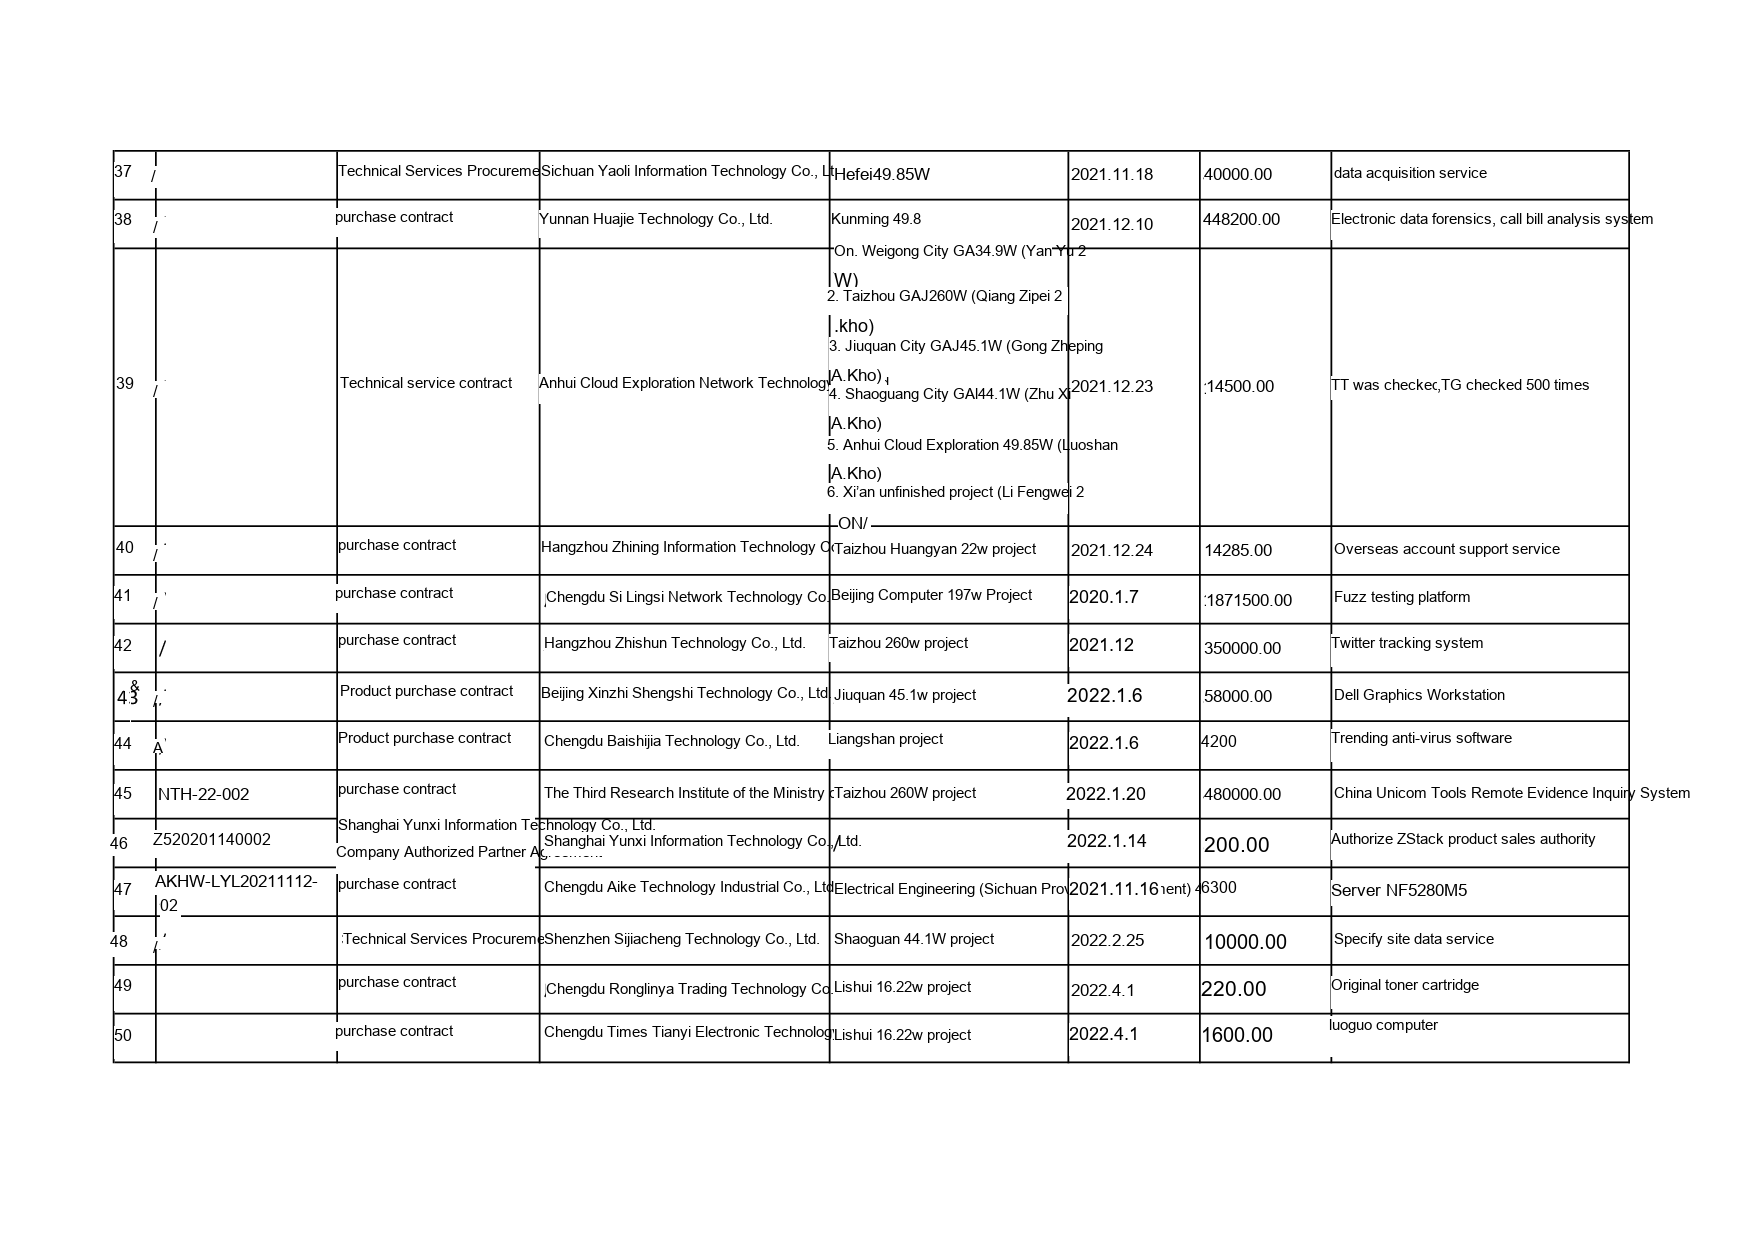 37 / Technical Services Procureme Sichuan Yaoli Information Technology Co., Lt Hefei49.85W 2021.11.18 40000.00 data acquisition service
38 / purchase contract Yunnan Huajie Technology Co., Ltd. Kunming 49.8 2021.12.10 448200.00 Electronic data forensics, call bill analysis system
On. Weigong City GA34.9W (Yan Yu 2
W)
2. Taizhou GAJ260W (Qiang Zipei 2
.kho)
3. Jiuquan City GAJ45.1W (Gong Zheping
A.Kho)
39 / Technical service contract Anhui Cloud Exploration Network Technology 2021.12.23 14500.00 TT was checked,TG checked 500 times
4. Shaoguang City GAI44.1W (Zhu Xi
A.Kho)
5. Anhui Cloud Exploration 49.85W (Luoshan
A.Kho)
6. Xi'an unfinished project (Li Fengwei 2
ON/
40 / purchase contract Hangzhou Zhining Information Technology Taizhou Huangyan 22w project 2021.12.24 14285.00 Overseas account support service
41 / purchase contract Chengdu Si Lingsi Network Technology Co. Beijing Computer 197w Project 2020.1.7 1871500.00 Fuzz testing platform
42 / purchase contract Hangzhou Zhishun Technology Co., Ltd. Taizhou 260w project 2021.12 350000.00 Twitter tracking system
&
43 / Product purchase contract Beijing Xinzhi Shengshi Technology Co., Ltd. Jiuquan 45.1w project 2022.1.6 58000.00 Dell Graphics Workstation
44 A Product purchase contract Chengdu Baishijia Technology Co., Ltd. Liangshan project 2022.1.6 4200 Trending anti-virus software
45 NTH-22-002 purchase contract The Third Research Institute of the Ministry Taizhou 260W project 2022.1.20 480000.00 China Unicom Tools Remote Evidence Inquiry System
Shanghai Yunxi Information Technology Co., Ltd.
46 Z520201140002 Shanghai Yunxi Information Technology Co., Ltd. / 2022.1.14 200.00 Authorize ZStack product sales authority
Company Authorized Partner Agreement
AKHW-LYL20211112-
47 purchase contract Chengdu Aike Technology Industrial Co., Ltd Electrical Engineering (Sichuan Prov 2021.11.16 nent) 4 6300 Server NF5280M5
02
48 / Technical Services Procureme Shenzhen Sijiacheng Technology Co., Ltd. Shaoguan 44.1W project 2022.2.25 10000.00 Specify site data service
49 purchase contract Chengdu Ronglinya Trading Technology Co. Lishui 16.22w project 2022.4.1 220.00 Original toner cartridge
50 purchase contract Chengdu Times Tianyi Electronic Technolog Lishui 16.22w project 2022.4.1 1600.00 luoguo computer